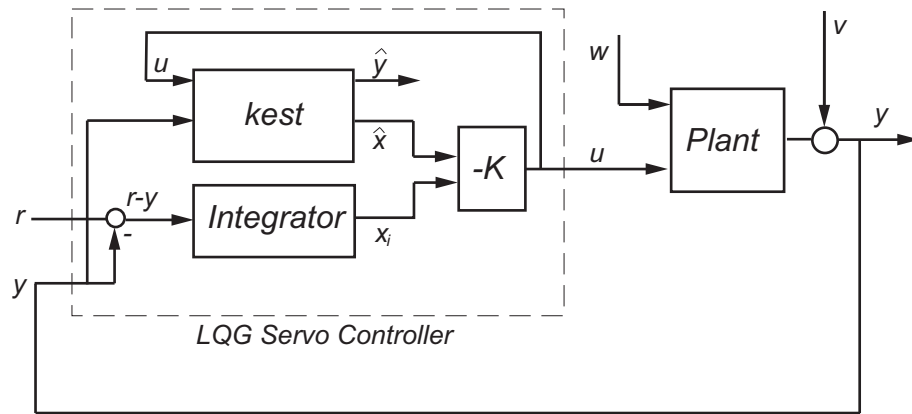 v
w
u
ŷ
kest
x̂
Plant
y
-K
u
r
r-y
-
Integrator
xᵢ
y
LQG Servo Controller